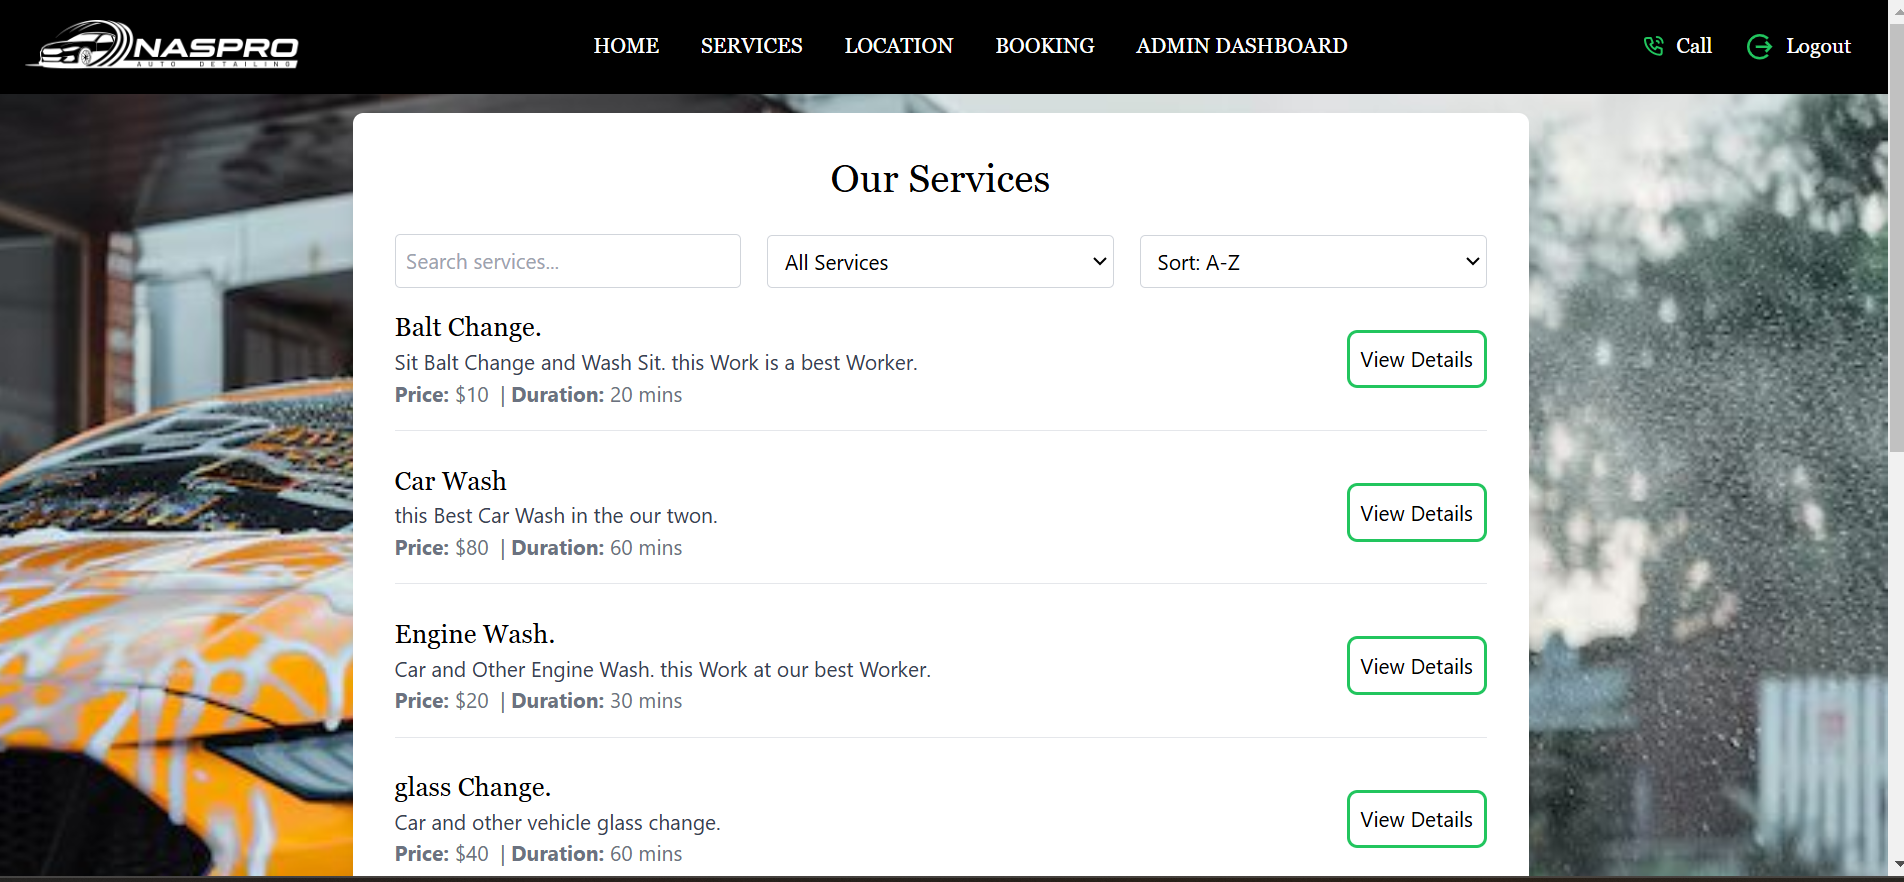 NASPRO
AUTO DETAILING
HOME SERVICES LOCATION BOOKING ADMIN DASHBOARD
Call Logout
Our Services
Search services...
All Services
Sort: A-Z
Balt Change.
Sit Balt Change and Wash Sit. this Work is a best Worker.
Price: $10 | Duration: 20 mins
View Details
Car Wash
this Best Car Wash in the our twon.
Price: $80 | Duration: 60 mins
View Details
Engine Wash.
Car and Other Engine Wash. this Work at our best Worker.
Price: $20 | Duration: 30 mins
View Details
glass Change.
Car and other vehicle glass change.
Price: $40 | Duration: 60 mins
View Details